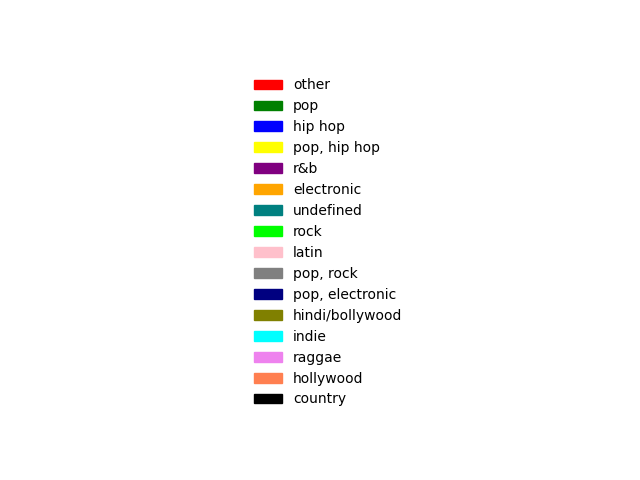 other
pop
hip hop
pop, hip hop
r&b
electronic
undefined
rock
latin
pop, rock
pop, electronic
hindi/bollywood
indie
raggae
hollywood
country